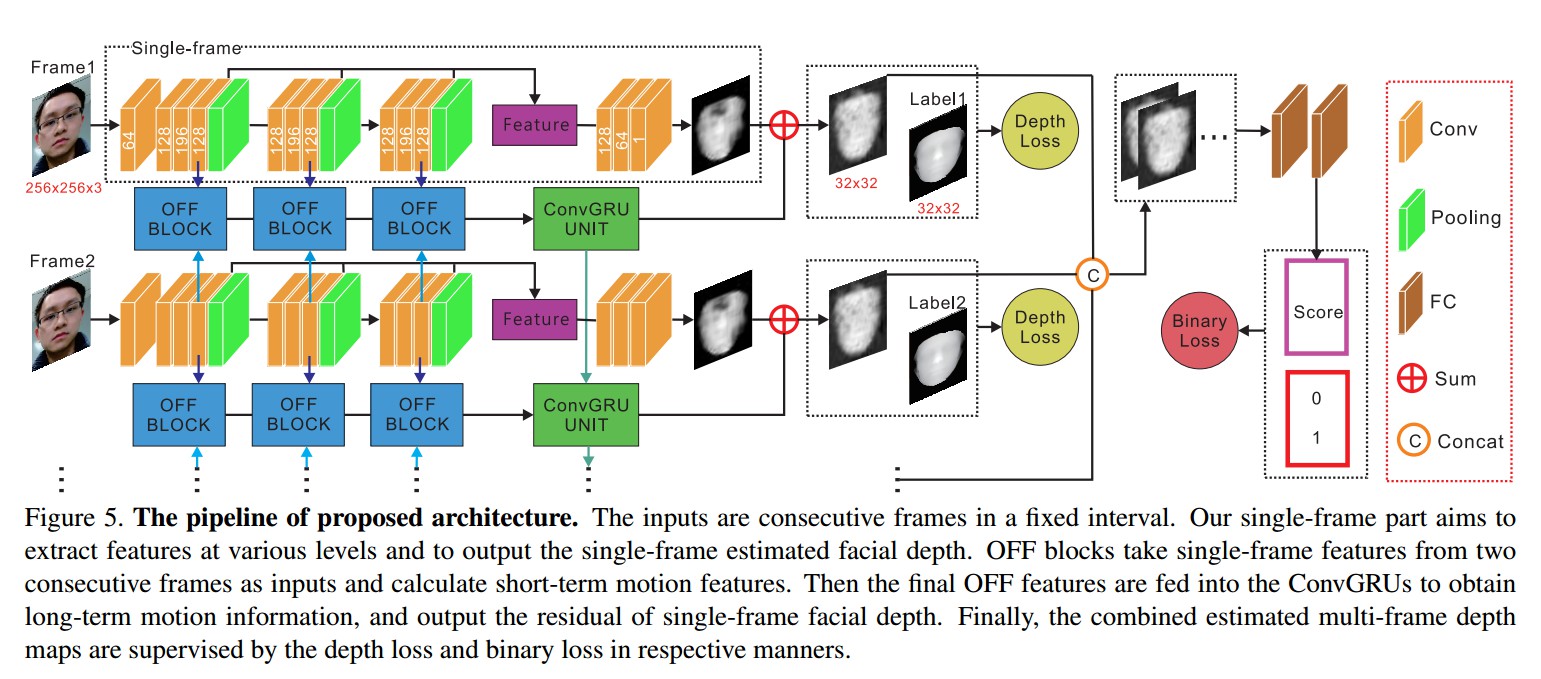 Single-frame
Frame1
64
128
196
128
128
196
128
128
196
128
Feature
128
64
1
256x256x3
OFF
BLOCK
OFF
BLOCK
OFF
BLOCK
ConvGRU
UNIT
32x32
Label1
32x32
Depth
Loss
Frame2
Feature
OFF
BLOCK
OFF
BLOCK
OFF
BLOCK
ConvGRU
UNIT
Label2
Depth
Loss
C
Binary
Loss
Score
0
1
Conv
Pooling
FC
Sum
C Concat
Figure 5. The pipeline of proposed architecture. The inputs are consecutive frames in a fixed interval. Our single-frame part aims to
extract features at various levels and to output the single-frame estimated facial depth. OFF blocks take single-frame features from two
consecutive frames as inputs and calculate short-term motion features. Then the final OFF features are fed into the ConvGRUs to obtain
long-term motion information, and output the residual of single-frame facial depth. Finally, the combined estimated multi-frame depth
maps are supervised by the depth loss and binary loss in respective manners.